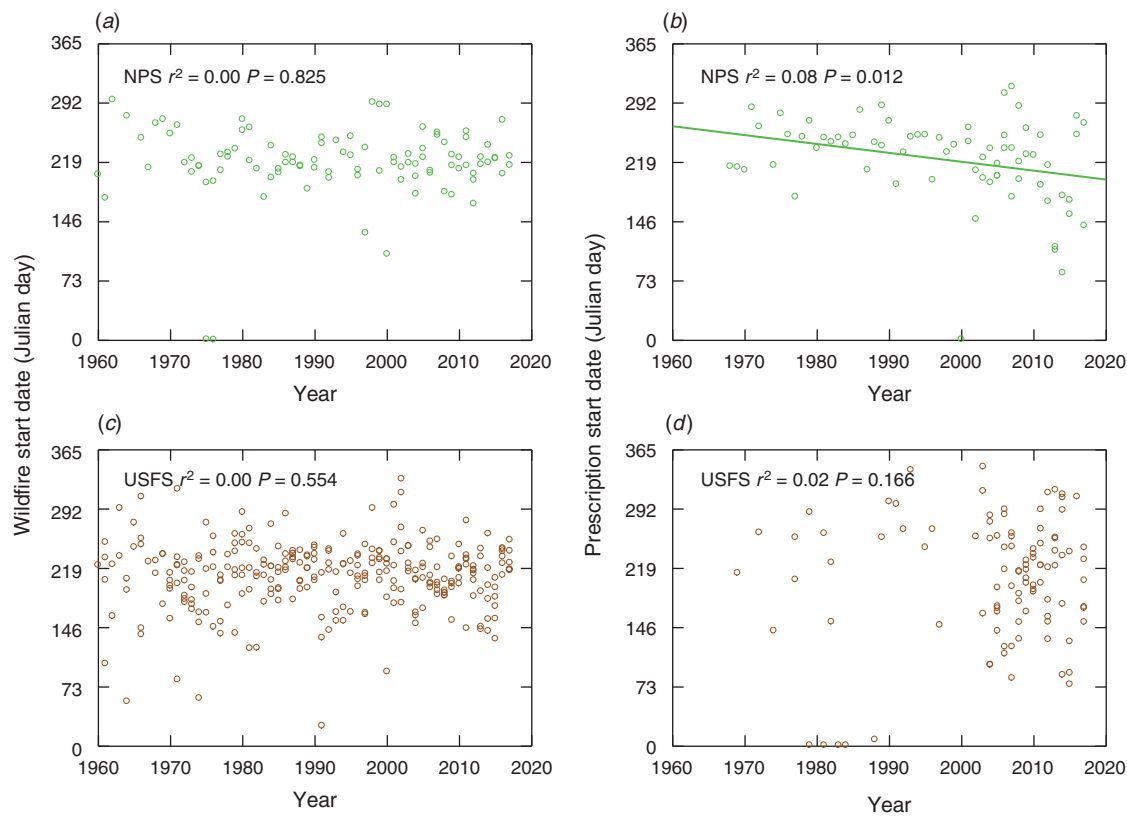 (a)
(b)
365
292
219
146
73
0
NPS r² = 0.00 P = 0.825
1960 1970 1980 1990 2000 2010 2020
Year
Wildfire start date (Julian day)
365
292
219
146
73
0
NPS r² = 0.08 P = 0.012
1960 1970 1980 1990 2000 2010 2020
Year
Prescription start date (Julian day)
(c)
(d)
365
292
219
146
73
0
USFS r² = 0.00 P = 0.554
1960 1970 1980 1990 2000 2010 2020
Year
365
292
219
146
73
0
USFS r² = 0.02 P = 0.166
1960 1970 1980 1990 2000 2010 2020
Year